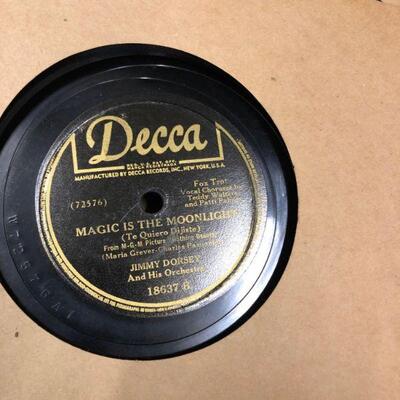 Decca
REG. U.S. PAT. OFF.
MARCA REGISTRADA
MANUFACTURED BY DECCA RECORDS, INC., NEW YORK, U.S.A.
(72576)
Fox Trot
Vocal Choruses by
Teddy Walters
and Patti
MAGIC IS THE MOONLIGHT
(Te Quiero Dijiste)
From M-G-M Picture "Bathing Beauty"
(Maria Grever-Charles Pasquale)
JIMMY DORSEY
And His Orchestra
18637 B